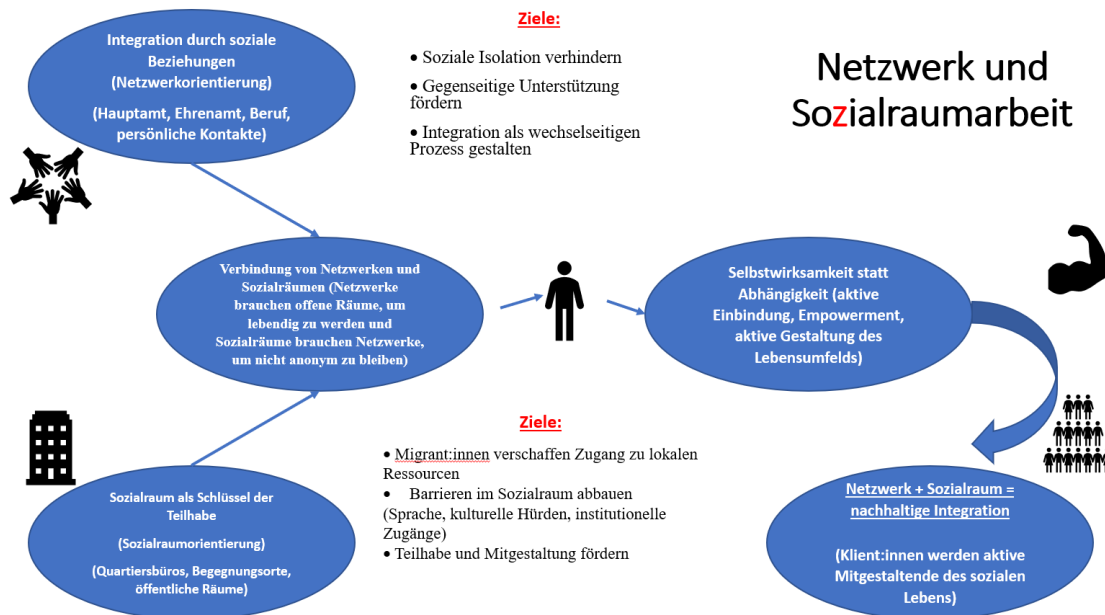 Netzwerk und
Sozialraumarbeit
Integration durch soziale
Beziehungen
(Netzwerkorientierung)
(Hauptamt, Ehrenamt, Beruf,
persönliche Kontakte)
Ziele:
• Soziale Isolation verhindern
• Gegenseitige Unterstützung
fördern
• Integration als wechselseitigen
Prozess gestalten
Verbindung von Netzwerken und
Sozialräumen (Netzwerke
brauchen offene Räume, um
lebendig zu werden und
Sozialräume brauchen Netzwerke,
um nicht anonym zu bleiben)
Selbstwirksamkeit statt
Abhängigkeit (aktive
Einbindung, Empowerment,
aktive Gestaltung des
Lebensumfelds)
Sozialraum als Schlüssel der
Teilhabe
(Sozialraumorientierung)
(Quartiersbüros, Begegnungsorte,
öffentliche Räume)
Ziele:
• Migrant:innen verschaffen Zugang zu lokalen
Ressourcen
• Barrieren im Sozialraum abbauen
(Sprache, kulturelle Hürden, institutionelle
Zugänge)
• Teilhabe und Mitgestaltung fördern
Netzwerk + Sozialraum =
nachhaltige Integration
(Klient:innen werden aktive
Mitgestaltende des sozialen
Lebens)